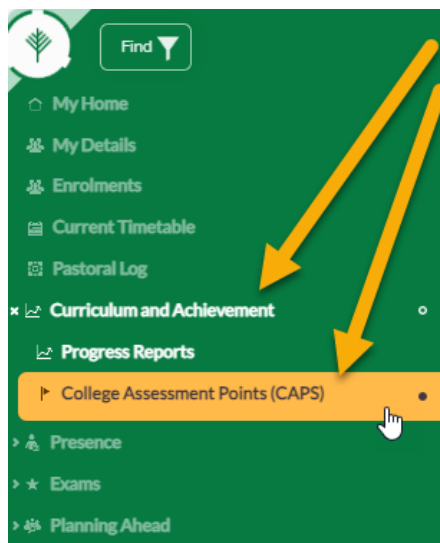 Find
My Home
My Details
Enrolments
Current Timetable
Pastoral Log
Curriculum and Achievement
Progress Reports
College Assessment Points (CAPS)
Presence
Exams
Planning Ahead